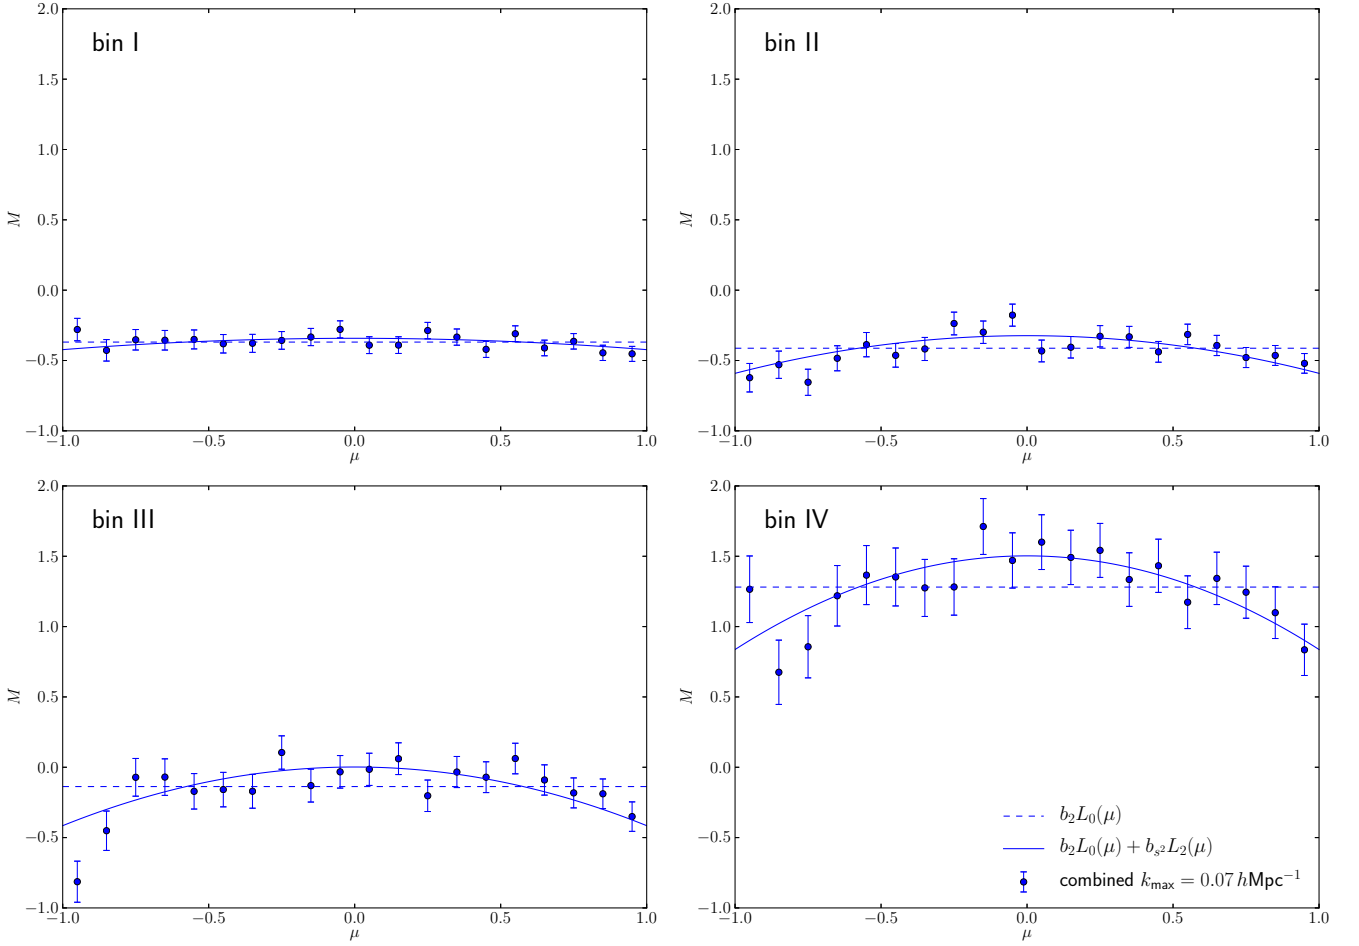 bin I
2.0
1.5
1.0
0.5
0.0
−0.5
−1.0
M
−1.0 −0.5 0.0 0.5 1.0
μ
bin II
2.0
1.5
1.0
0.5
0.0
−0.5
−1.0
M
−1.0 −0.5 0.0 0.5 1.0
μ
bin III
2.0
1.5
1.0
0.5
0.0
−0.5
−1.0
M
−1.0 −0.5 0.0 0.5 1.0
μ
bin IV
2.0
1.5
1.0
0.5
0.0
−0.5
−1.0
M
−1.0 −0.5 0.0 0.5 1.0
μ
b₂L₀(μ)
b₂L₀(μ) + b_{s²}L₂(μ)
combined k_{max} = 0.07 hMpc⁻¹